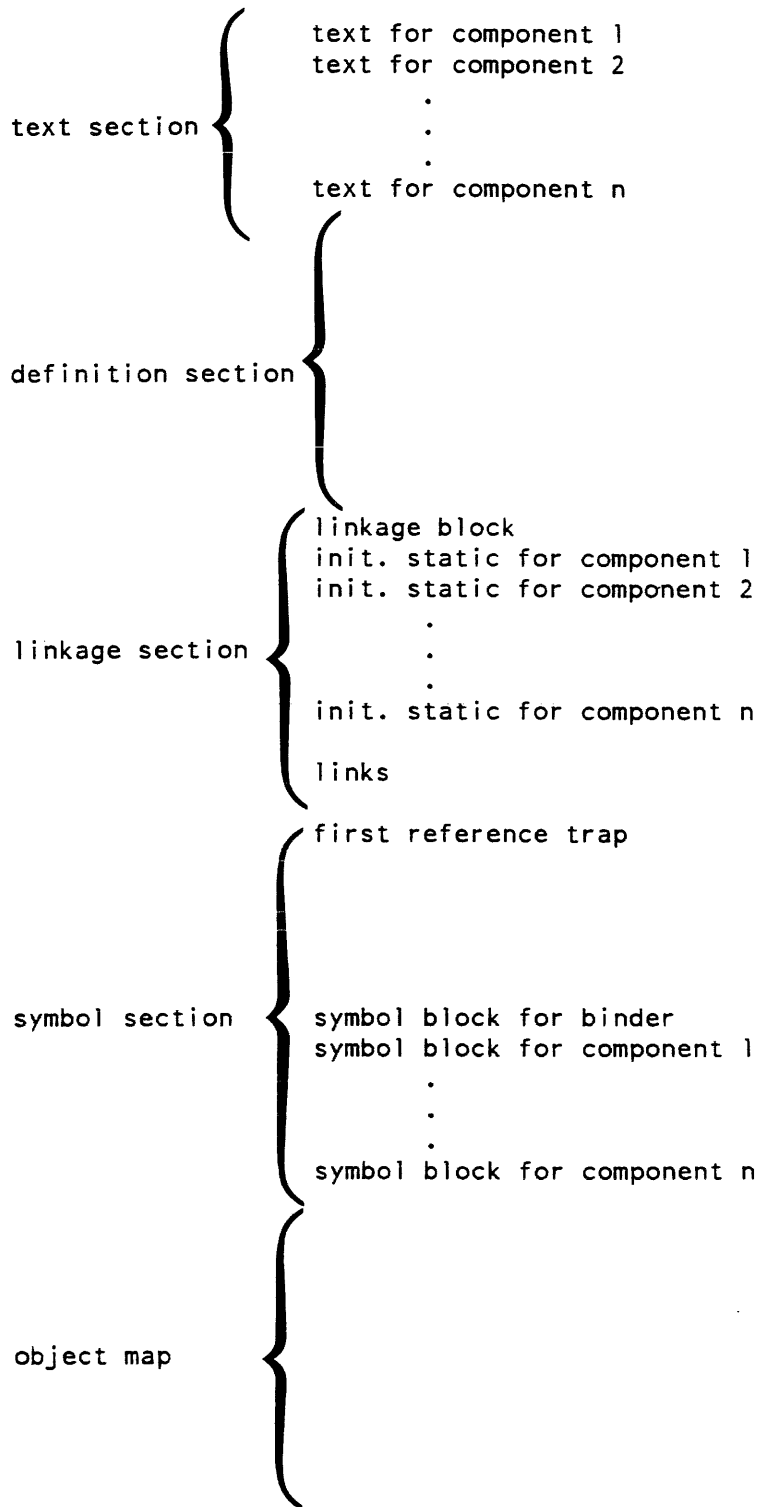 text for component 1
text for component 2
.
text section .
.
text for component n
definition section
linkage block
init. static for component 1
init. static for component 2
.
linkage section .
.
init. static for component n
links
first reference trap
symbol section symbol block for binder
symbol block for component 1
.
.
.
symbol block for component n
object map